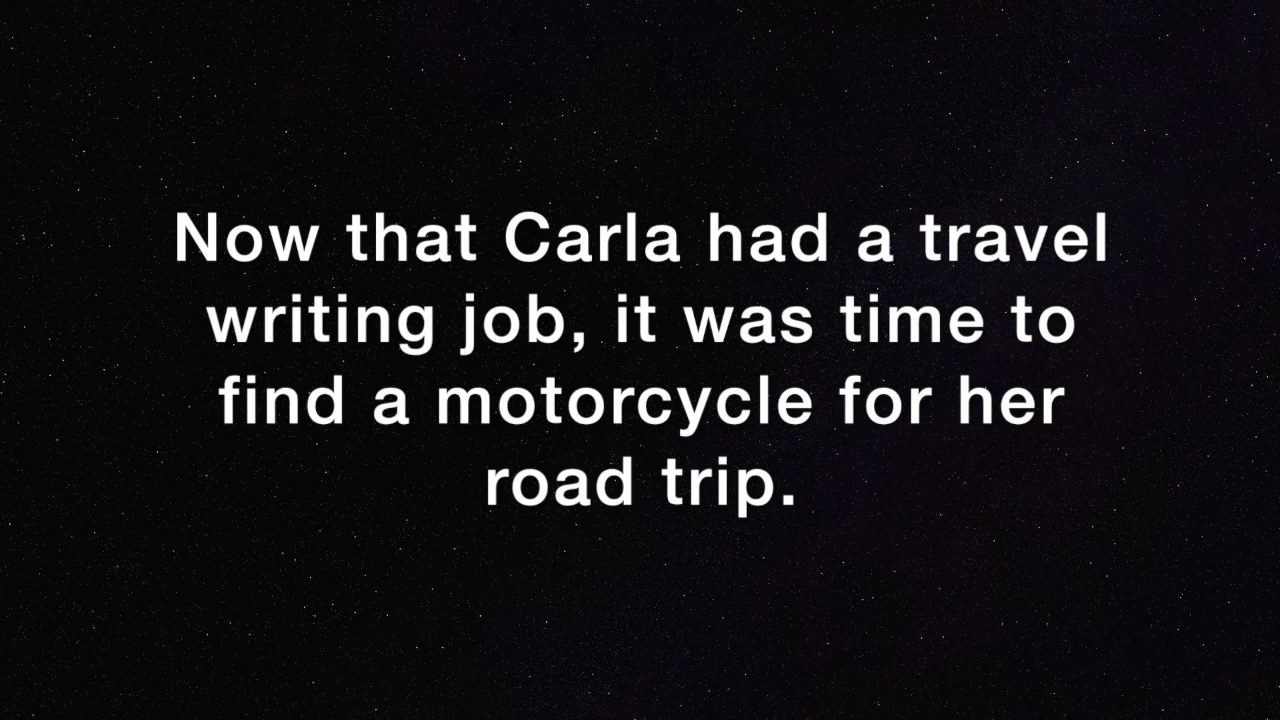 Now that Carla had a travel
writing job, it was time to
find a motorcycle for her
road trip.